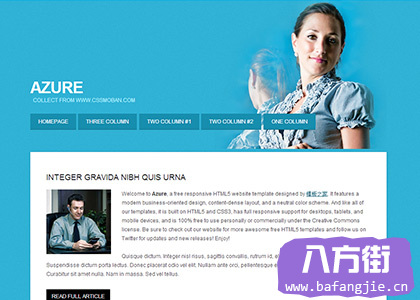 AZURE
COLLECT FROM WWW.CSSMOBAN.COM
HOMEPAGE
THREE COLUMN
TWO COLUMN #1
TWO COLUMN #2
ONE COLUMN
INTEGER GRAVIDA NIBH QUIS URNA
Welcome to Azure, a free responsive HTML5 website template designed by 模板之家. It features a
modern business-oriented design, content-dense layout, and a neutral color scheme. And like all of
our templates, it is built on HTML5 and CSS3, has full responsive support for desktops, tablets, and
mobile devices, and is 100% free to use personally or commercially under the Creative Commons
license. Be sure to check out our website for more awesome free HTML5 templates and follow us on
Twitter for updates and new releases! Enjoy!
Quisque dictum. Integer nisl risus, sagittis convallis, rutrum id,
Suspendisse dictum porta lectus. Donec placerat odio vel elit. Nullam ante orci, pellentesque
Curabitur sit amet nulla. Nam in massa. Sed vel tellus.
READ FULL ARTICLE
八方街
www.bafangjie.cn